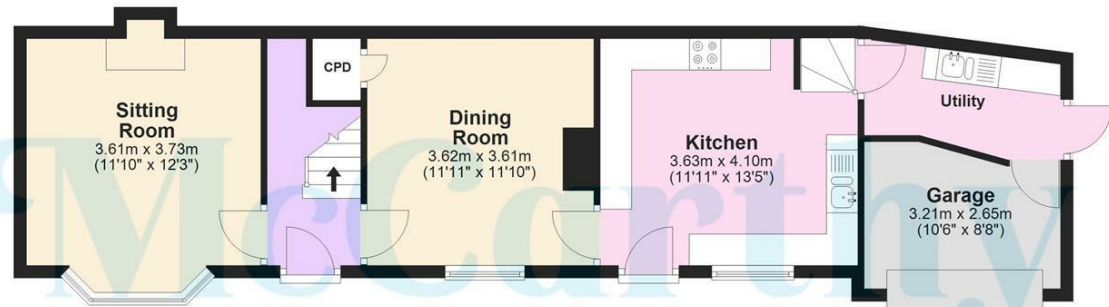 Sitting
Room
3.61m x 3.73m
(11'10" x 12'3")
CPD
Dining
Room
3.62m x 3.61m
(11'11" x 11'10")
Kitchen
3.63m x 4.10m
(11'11" x 13'5")
Utility
Garage
3.21m x 2.65m
(10'6" x 8'8")
McCarthy